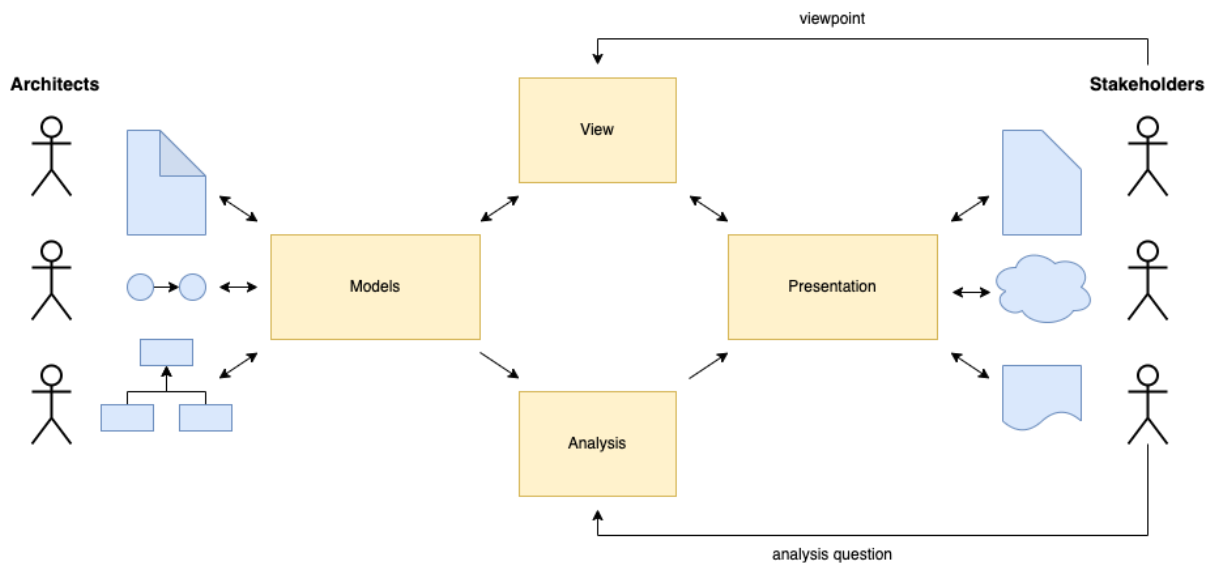 viewpoint
Architects
Stakeholders
View
Models
Presentation
Analysis
analysis question